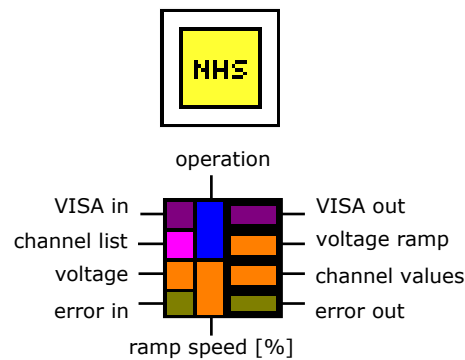 NHS
operation
VISA in
VISA out
channel list
voltage ramp
voltage
channel values
error in
error out
ramp speed [%]